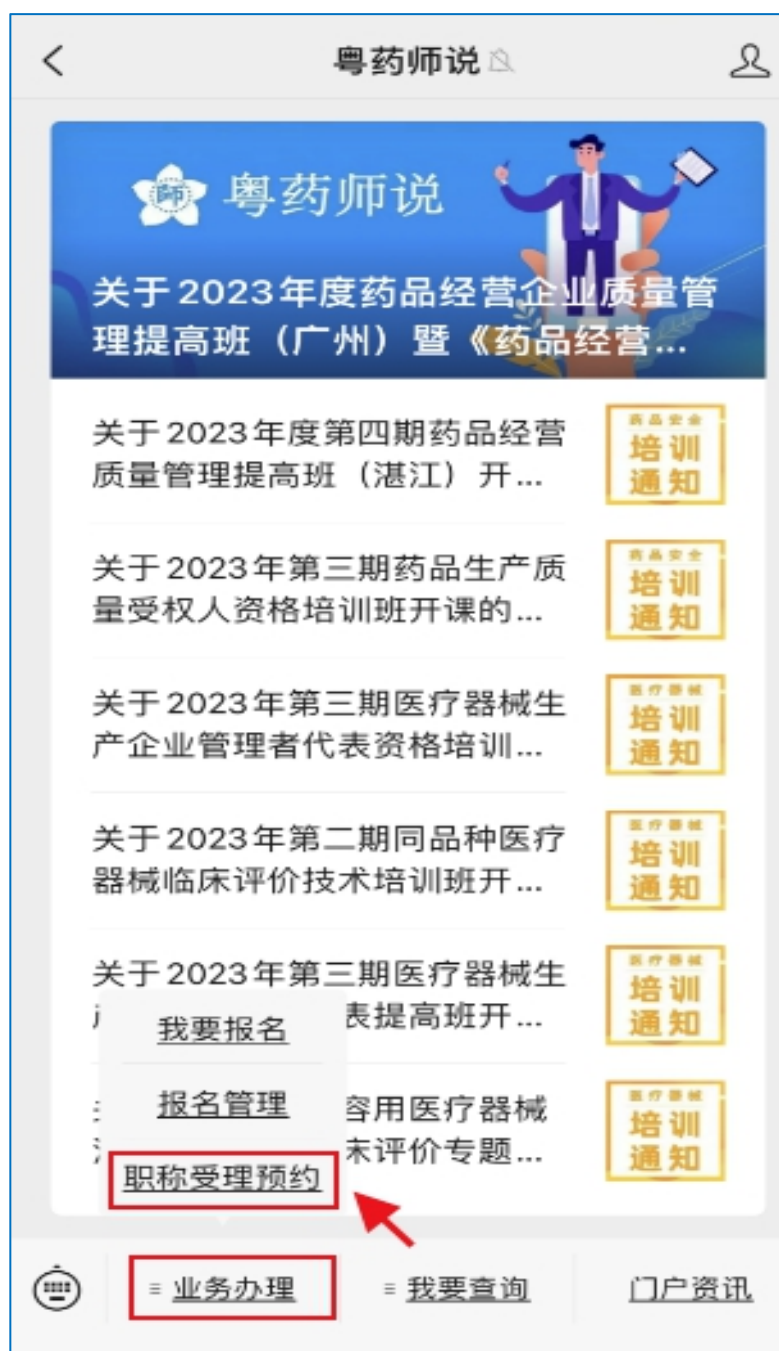 粤药师说
粤药师说
关于2023年度药品经营企业质量管
理提高班（广州）暨《药品经营...
关于2023年度第四期药品经营
质量管理提高班（湛江）开...
药品安全
培训
通知
关于2023年第三期药品生产质
量受权人资格培训班开课的...
药品安全
培训
通知
关于2023年第三期医疗器械生
产企业管理者代表资格培训...
医疗器械
培训
通知
关于2023年第二期同品种医疗
器械临床评价技术培训班开...
医疗器械
培训
通知
关于2023年第三期医疗器械生
表提高班开...
医疗器械
培训
通知
容用医疗器械
床评价专题...
医疗器械
培训
通知
我要报名
报名管理
职称受理预约
业务办理
我要查询
门户资讯